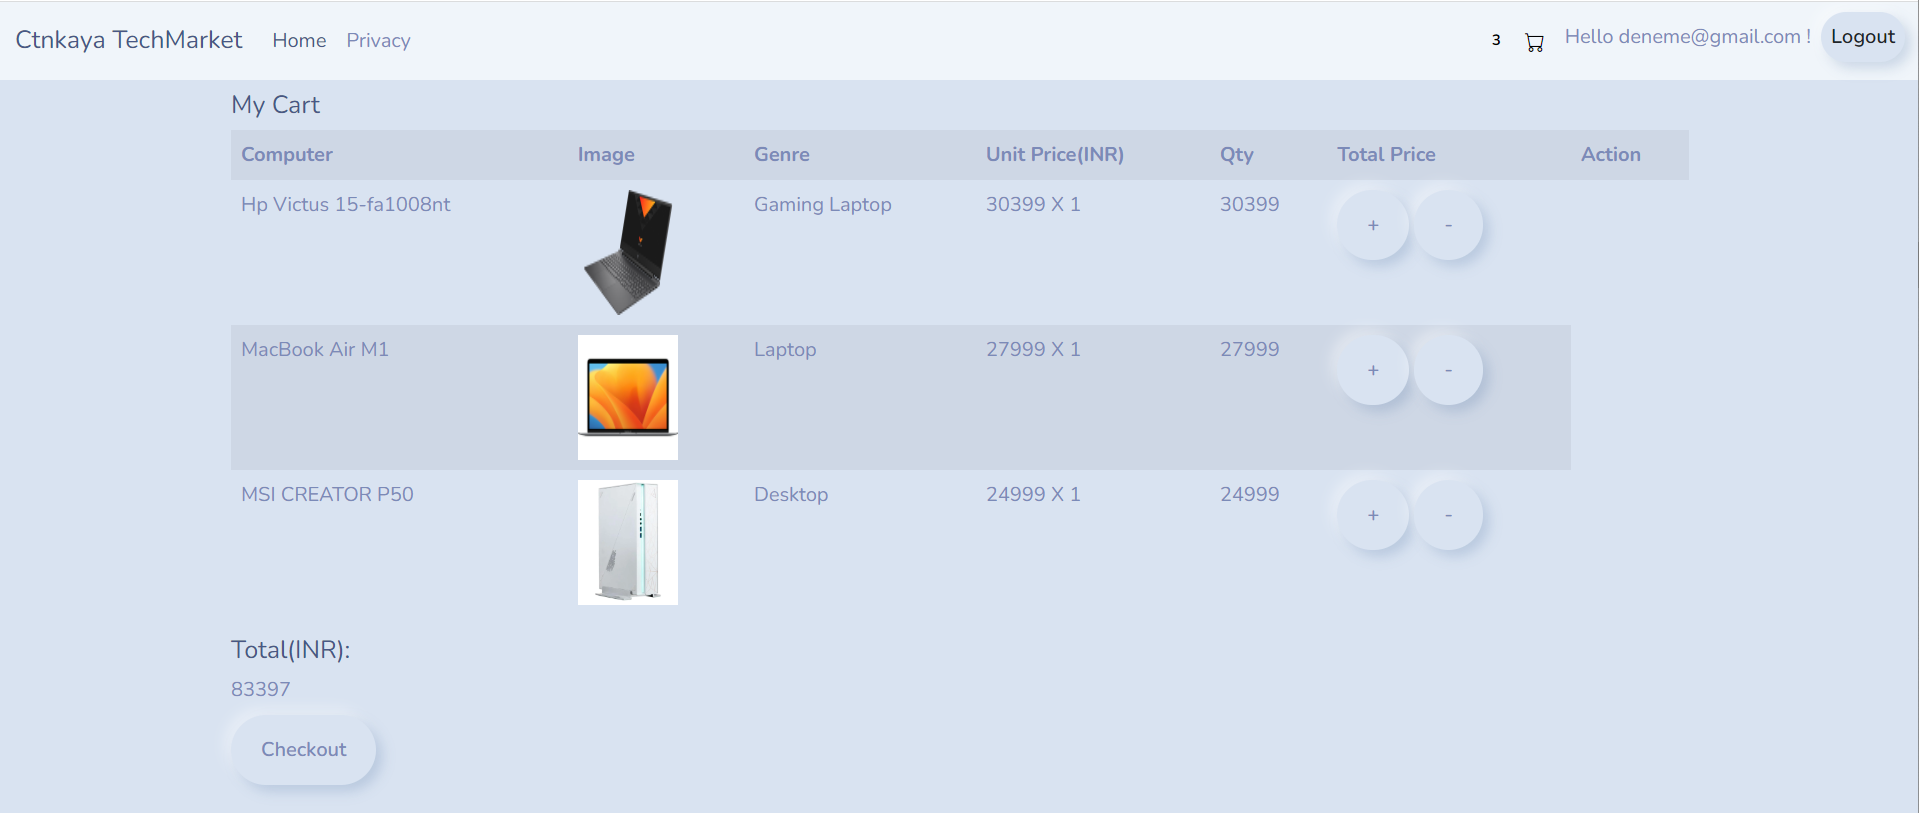 Ctnkaya TechMarket Home Privacy 3 Hello deneme@gmail.com ! Logout
My Cart
Computer Image Genre Unit Price(INR) Qty Total Price Action
Hp Victus 15-fa1008nt Gaming Laptop 30399 X 1 30399 + -
MacBook Air M1 Laptop 27999 X 1 27999 + -
MSI CREATOR P50 Desktop 24999 X 1 24999 + -
Total(INR):
83397
Checkout